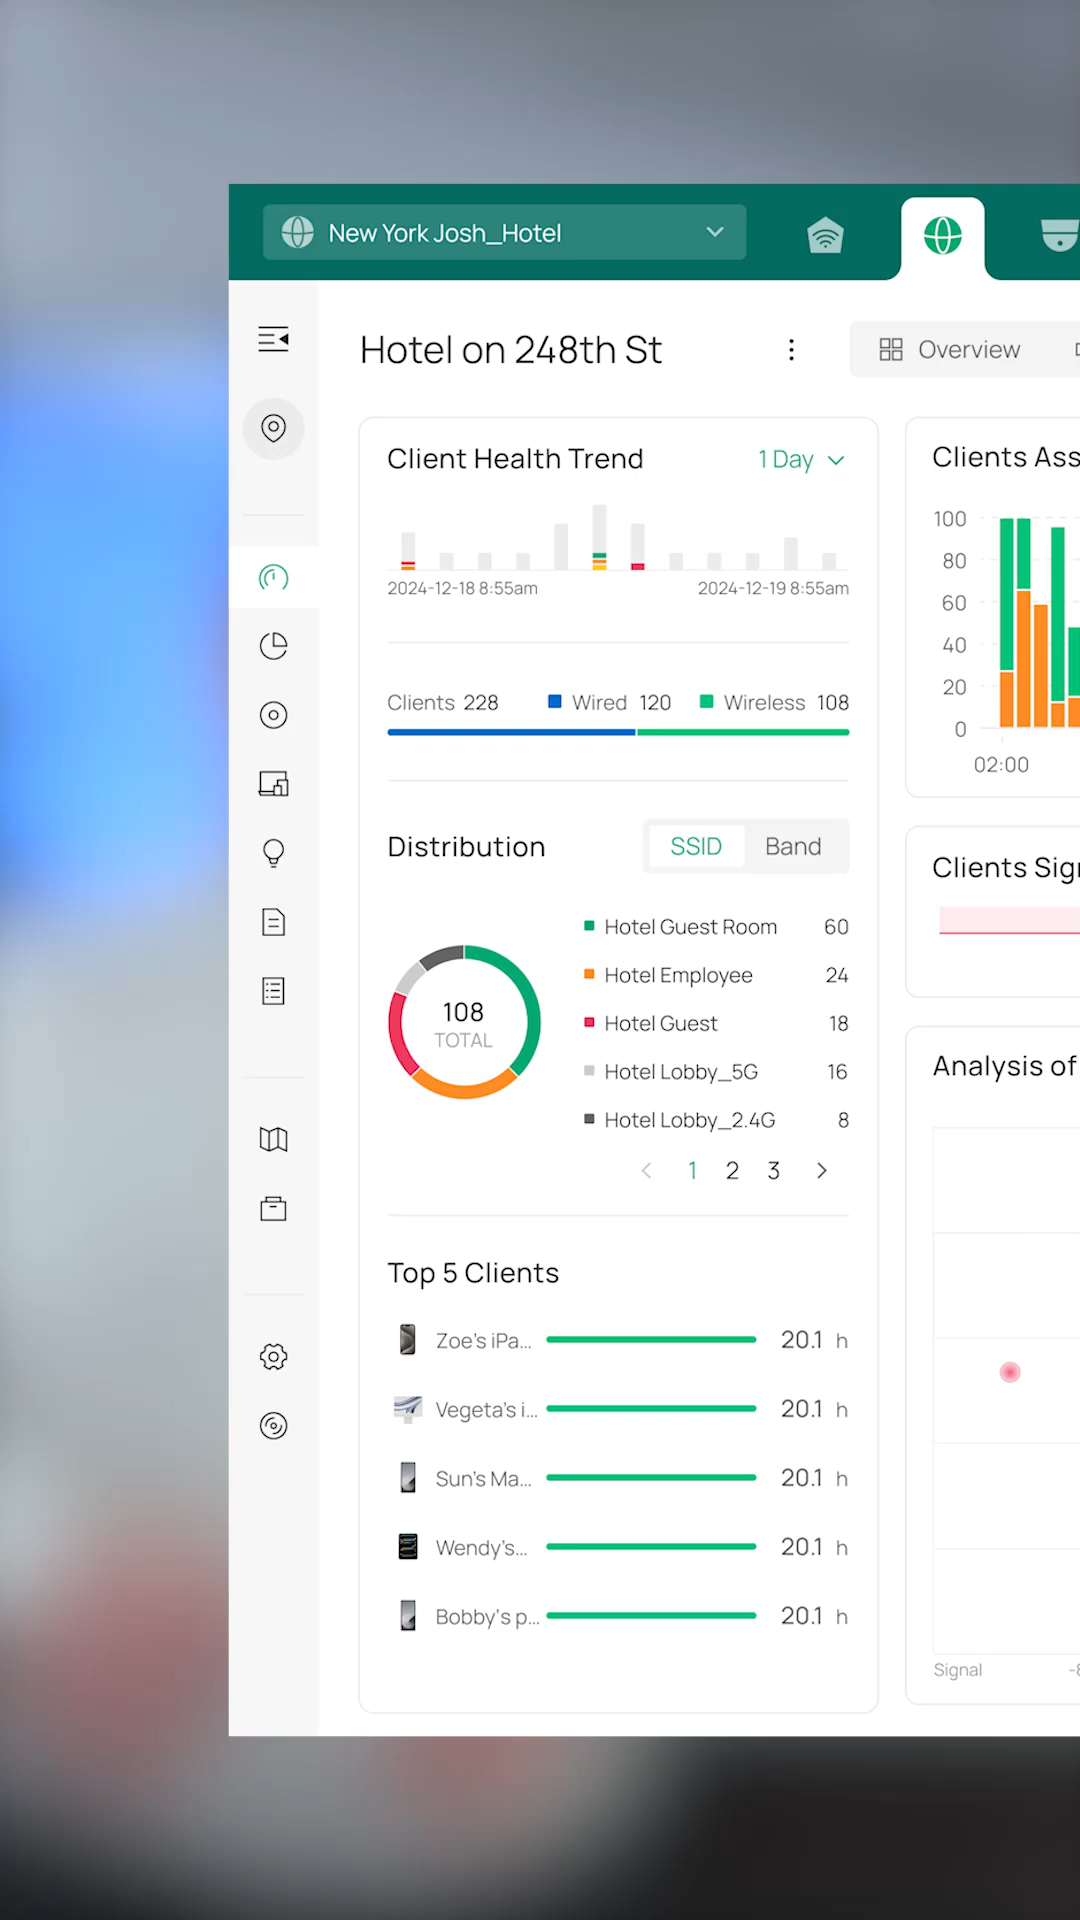 New York Josh_Hotel
Hotel on 248th St
Overview
Client Health Trend
1 Day
2024-12-18 8:55am
2024-12-19 8:55am
Clients 228
Wired 120
Wireless 108
Distribution
SSID
Band
108
TOTAL
Hotel Guest Room 60
Hotel Employee 24
Hotel Guest 18
Hotel Lobby_5G 16
Hotel Lobby_2.4G 8
1 2 3
Top 5 Clients
Zoe's iPa... 20.1 h
Vegeta's i... 20.1 h
Sun's Ma... 20.1 h
Wendy's... 20.1 h
Bobby's p... 20.1 h
Clients Ass
100
80
60
40
20
0
02:00
Clients Sig
Analysis of
Signal